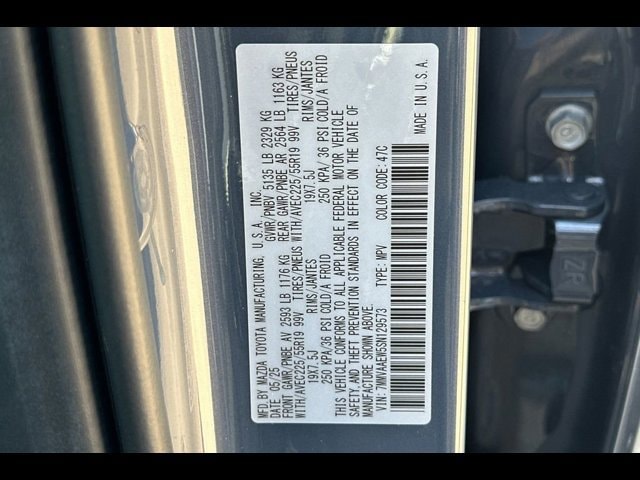 MFD. BY MAZDA TOYOTA MANUFACTURING, U.S.A. INC.
DATE: 05/25 GVWR/PNBV 5135 LB 2329 KG
FRONT GAWR/PNBE AV 2593 LB 1176 KG REAR GAWR/PNBE AR 2564 LB 1163 KG
WITH/AVEC225/55R19 99V TIRES/PNEUS WITH/AVEC225/55R19 99V TIRES/PNEUS
19X7.5J RIMS/JANTES 19X7.5J RIMS/JANTES
250 KPA/36 PSI COLD/A FROID 250 KPA/36 PSI COLD/A FROID
THIS VEHICLE CONFORMS TO ALL APPLICABLE FEDERAL MOTOR VEHICLE
SAFETY AND THEFT PREVENTION STANDARDS IN EFFECT ON THE DATE OF
MANUFACTURE SHOWN ABOVE.
VIN: 7MMVAAEW5SN129573 TYPE: MPV COLOR CODE: 47C
MADE IN U.S.A.
ZR